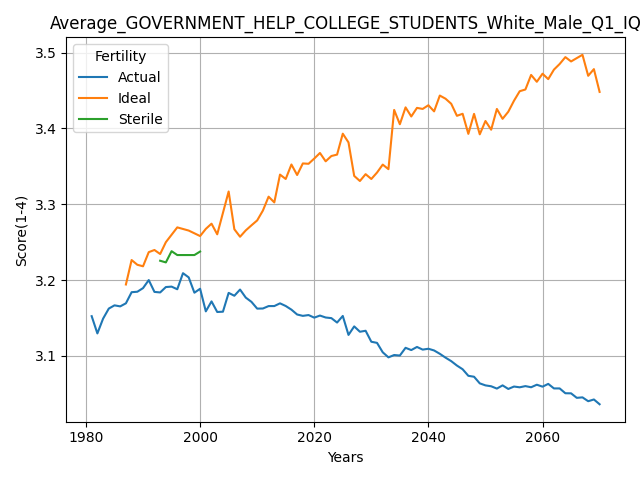 Average_GOVERNMENT_HELP_COLLEGE_STUDENTS_White_Male_Q1_IQ
Fertility
Actual
Ideal
Sterile
3.5
3.4
3.3
3.2
3.1
Score(1-4)
1980
2000
2020
2040
2060
Years